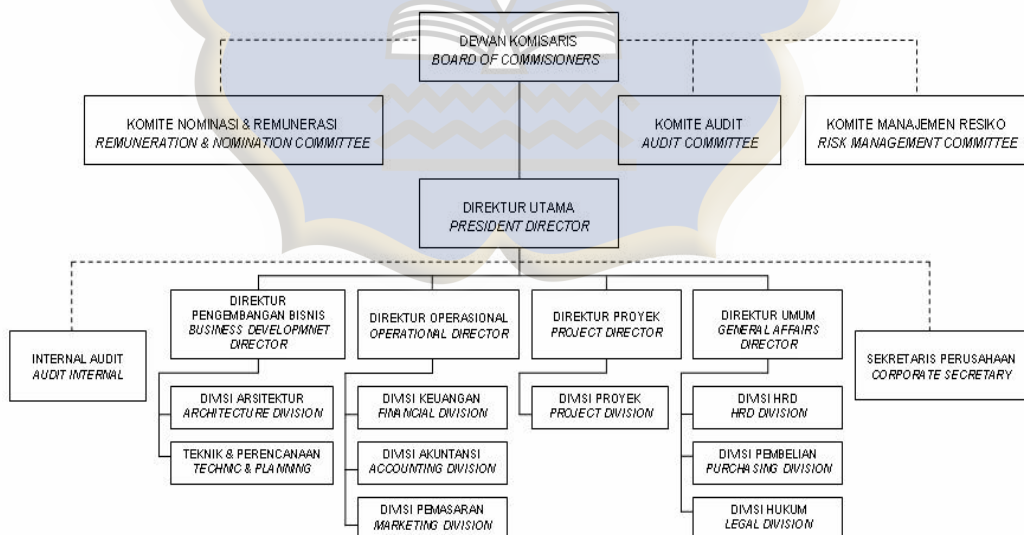 DEWAN KOMISARIS
BOARD OF COMMISIONERS
KOMITE NOMINASI & REMUNERASI
REMUNERATION & NOMINATION COMMITTEE
KOMITE AUDIT
AUDIT COMMITTEE
KOMITE MANAJEMEN RESIKO
RISK MANAGEMENT COMMITTEE
DIREKTUR UTAMA
PRESIDENT DIRECTOR
DIREKTUR
PENGEMBANGAN BISNIS
BUSINESS DEVELOPMNET
DIRECTOR
DIREKTUR OPERASIONAL
OPERATIONAL DIRECTOR
DIREKTUR PROYEK
PROJECT DIRECTOR
DIREKTUR UMUM
GENERAL AFFAIRS
DIRECTOR
INTERNAL AUDIT
AUDIT INTERNAL
SEKRETARIS PERUSAHAAN
CORPORATE SECRETARY
DIVISI ARSITEKTUR
ARCHITECTURE DIVISION
DIVISI KEUANGAN
FINANCIAL DIVISION
DIVISI PROYEK
PROJECT DIVISION
DIVISI HRD
HRD DIVISION
TEKNIK & PERENCANAAN
TECHNIC & PLANNING
DIVISI AKUNTANSI
ACCOUNTING DIVISION
DIVISI PEMBELIAN
PURCHASING DIVISION
DIVISI PEMASARAN
MARKETING DIVISION
DIVISI HUKUM
LEGAL DIVISION